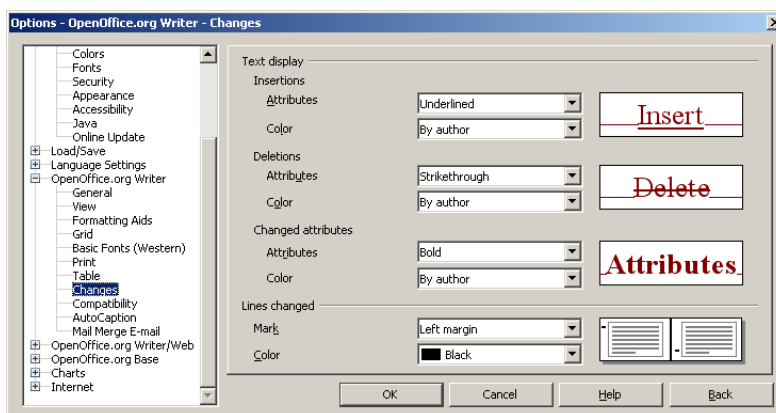 Options - OpenOffice.org Writer - Changes
Colors
Fonts
Security
Appearance
Accessibility
Java
Online Update
Load/Save
Language Settings
OpenOffice.org Writer
General
View
Formatting Aids
Grid
Basic Fonts (Western)
Print
Table
Changes
Compatibility
AutoCaption
Mail Merge E-mail
OpenOffice.org Writer/Web
OpenOffice.org Base
Charts
Internet
Text display
Insertions
Attributes Underlined Insert
Color By author
Deletions
Attributes Strikethrough Delete
Color By author
Changed attributes
Attributes Bold Attributes
Color By author
Lines changed
Mark Left margin
Color Black
OK Cancel Help Back